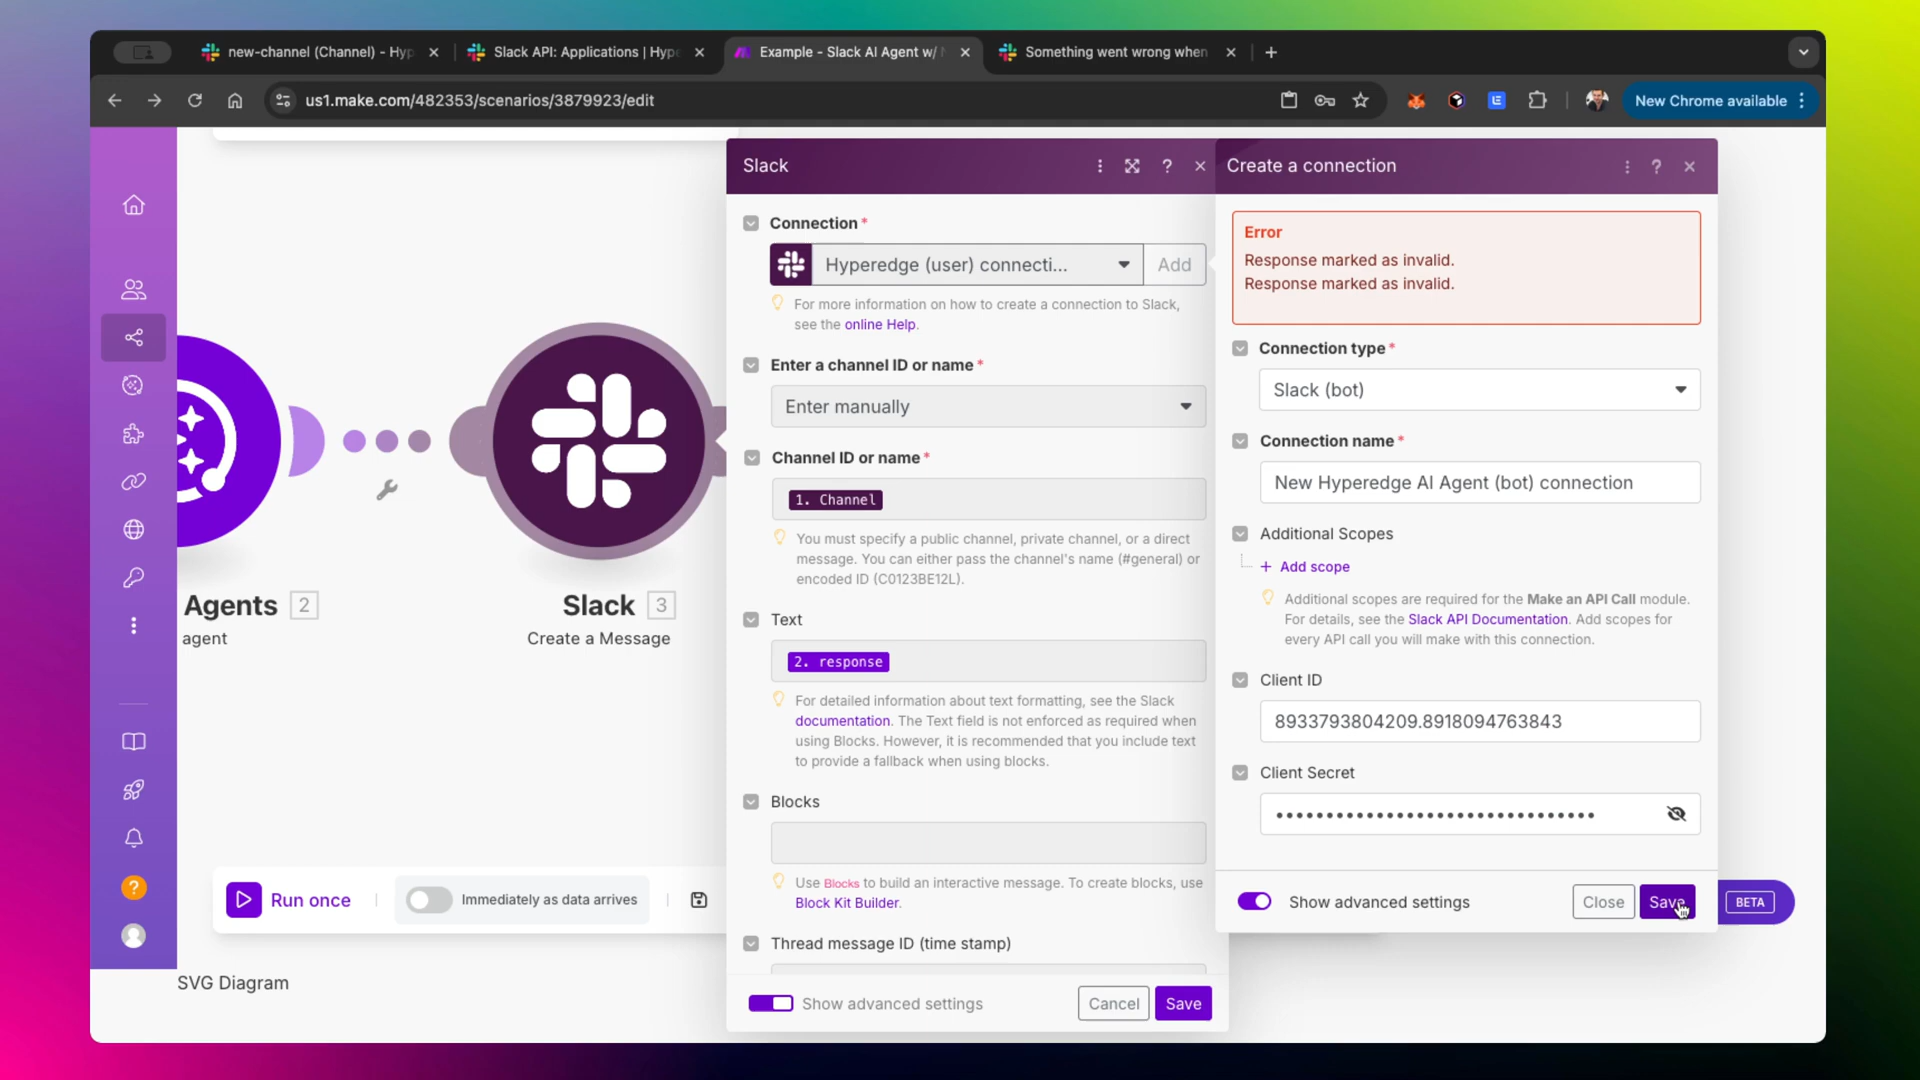 new-channel (Channel) - Hyp
Slack API: Applications | Hype
Example - Slack AI Agent w/
Something went wrong when
us1.make.com/482353/scenarios/3879923/edit
New Chrome available
Slack
Connection *
Hyperedge (user) connecti...
Add
For more information on how to create a connection to Slack,
see the online Help.
Enter a channel ID or name *
Enter manually
Channel ID or name *
1. Channel
You must specify a public channel, private channel, or a direct
message. You can either pass the channel's name (#general) or
encoded ID (C0123BE12L).
Text
2. response
For detailed information about text formatting, see the Slack
documentation. The Text field is not enforced as required when
using Blocks. However, it is recommended that you include text
to provide a fallback when using blocks.
Blocks
Use Blocks to build an interactive message. To create blocks, use
Block Kit Builder.
Thread message ID (time stamp)
Show advanced settings
Cancel
Save
Create a connection
Error
Response marked as invalid.
Response marked as invalid.
Connection type *
Slack (bot)
Connection name *
New Hyperedge AI Agent (bot) connection
Additional Scopes
+ Add scope
Additional scopes are required for the Make an API Call module.
For details, see the Slack API Documentation. Add scopes for
every API call you will make with this connection.
Client ID
8933793804209.8918094763843
Client Secret
Show advanced settings
Close
Save
BETA
Agents 2
agent
Slack 3
Create a Message
Run once
Immediately as data arrives
SVG Diagram